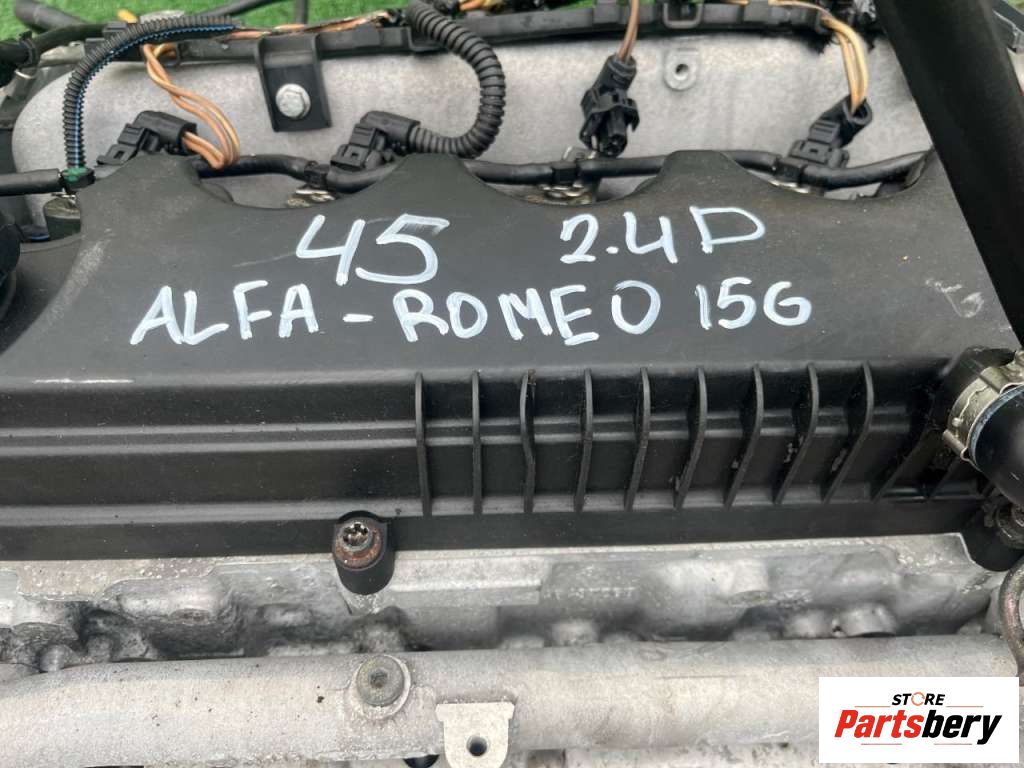 45 2.4D
ALFA-ROMEO 156
STORE
Partsbery